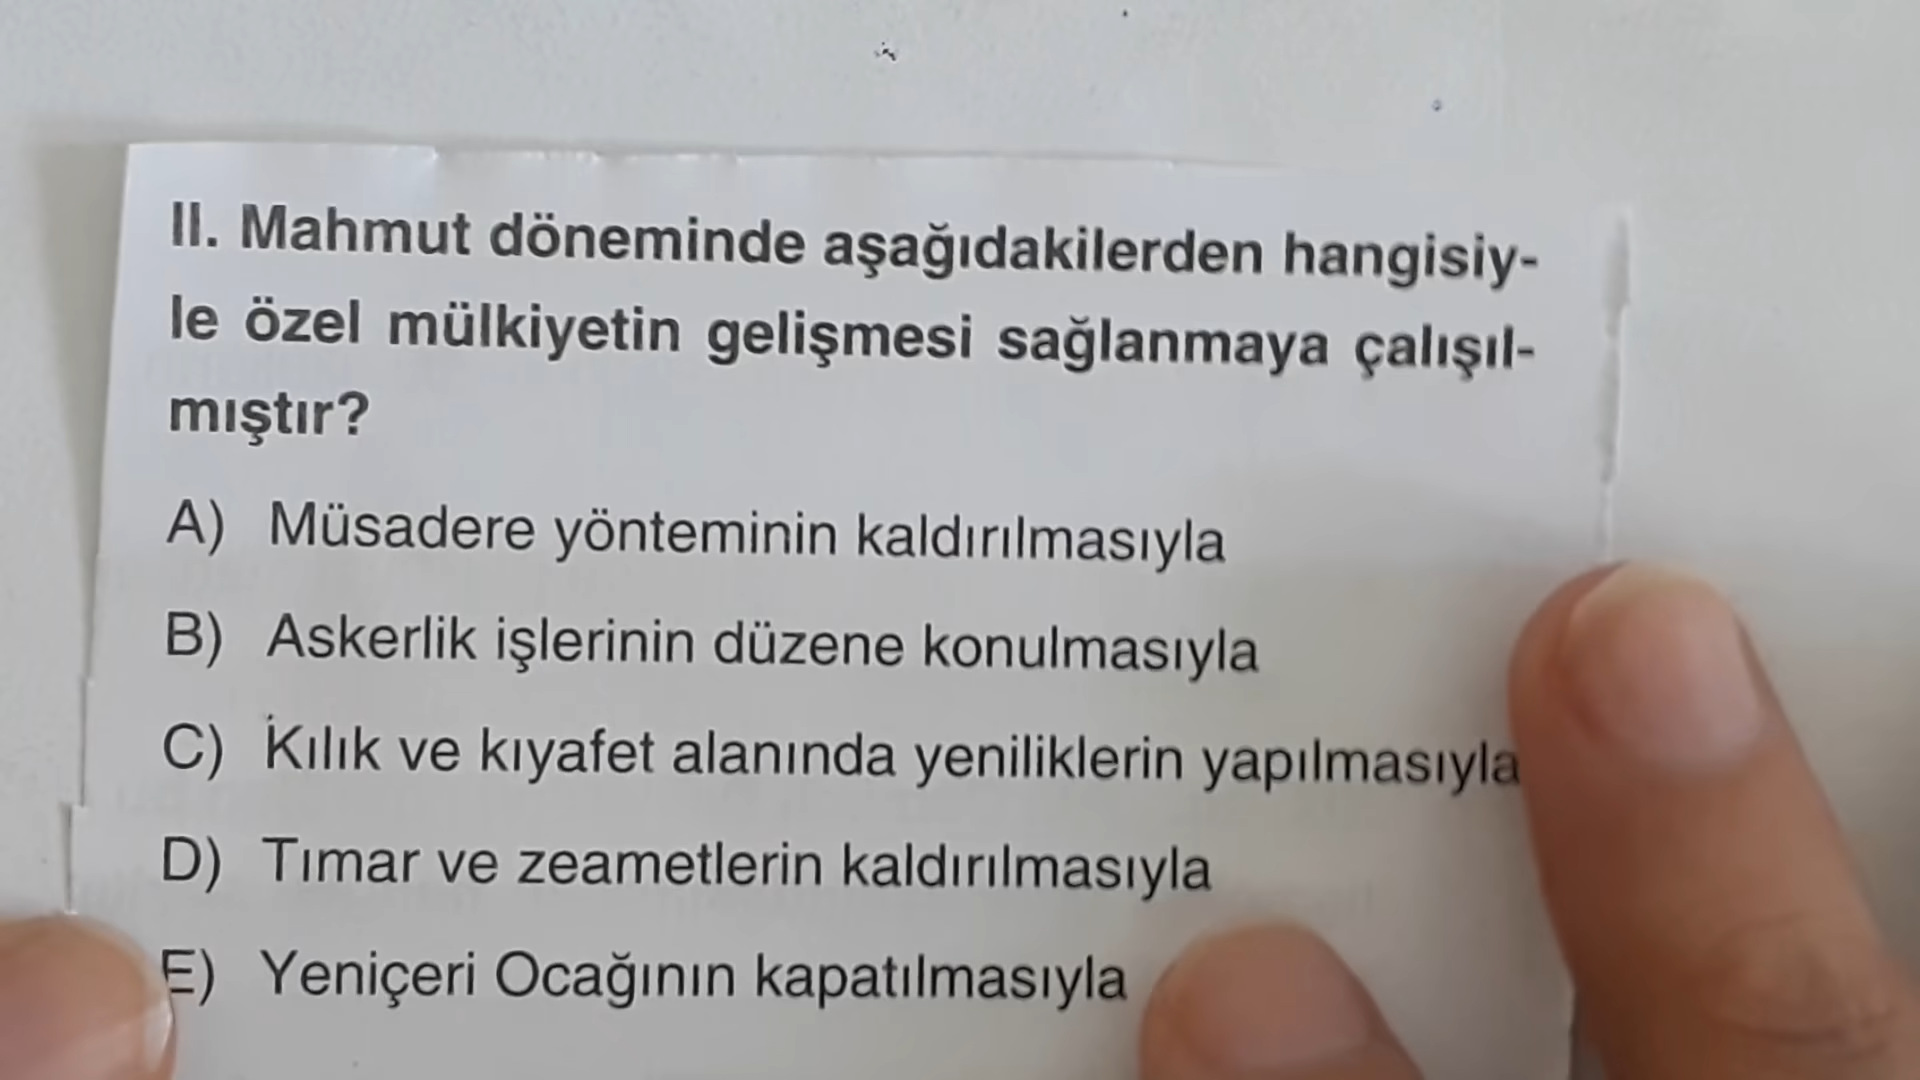 II. Mahmut döneminde aşağıdakilerden hangisiy-
le özel mülkiyetin gelişmesi sağlanmaya çalışıl-
mıştır?
A) Müsadere yönteminin kaldırılmasıyla
B) Askerlik işlerinin düzene konulmasıyla
C) Kılık ve kıyafet alanında yeniliklerin yapılmasıyla
D) Tımar ve zeametlerin kaldırılmasıyla
E) Yeniçeri Ocağının kapatılmasıyla